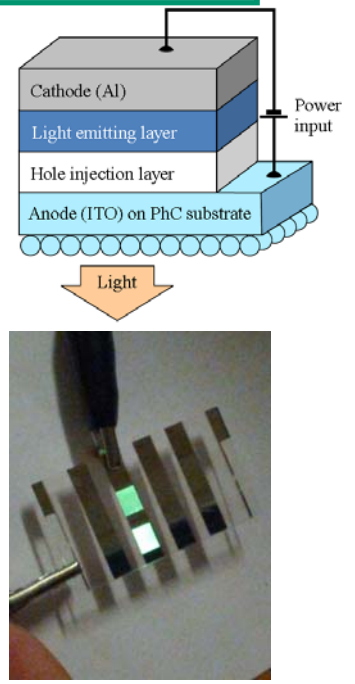 Cathode (Al)
Light emitting layer
Hole injection layer
Anode (ITO) on PhC substrate
Power
input
Light